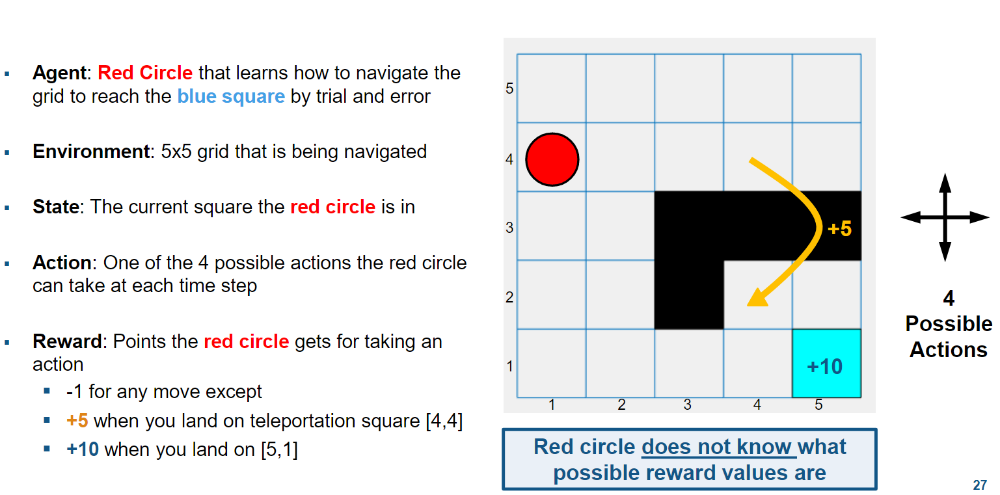 ▪ Agent: Red Circle that learns how to navigate the
grid to reach the blue square by trial and error
▪ Environment: 5x5 grid that is being navigated
▪ State: The current square the red circle is in
▪ Action: One of the 4 possible actions the red circle
can take at each time step
▪ Reward: Points the red circle gets for taking an
action
▪ -1 for any move except
▪ +5 when you land on teleportation square [4,4]
▪ +10 when you land on [5,1]
5
4
3
2
1
+5
+10
1 2 3 4 5
4
Possible
Actions
Red circle does not know what
possible reward values are
27